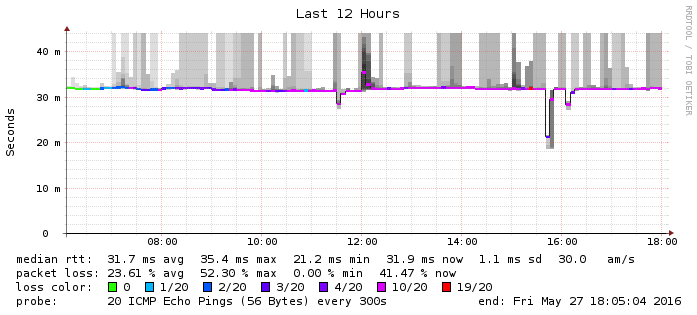 Last 12 Hours
RRDTOOL / TOBI OETIKER
Seconds
40 m
30 m
20 m
10 m
0
08:00 10:00 12:00 14:00 16:00 18:00
median rtt: 31.7 ms avg 35.4 ms max 21.2 ms min 31.9 ms now 1.1 ms sd 30.0 am/s
packet loss: 23.61 % avg 52.30 % max 0.00 % min 41.47 % now
loss color: 0 1/20 2/20 3/20 4/20 10/20 19/20
probe: 20 ICMP Echo Pings (56 Bytes) every 300s end: Fri May 27 18:05:04 2016